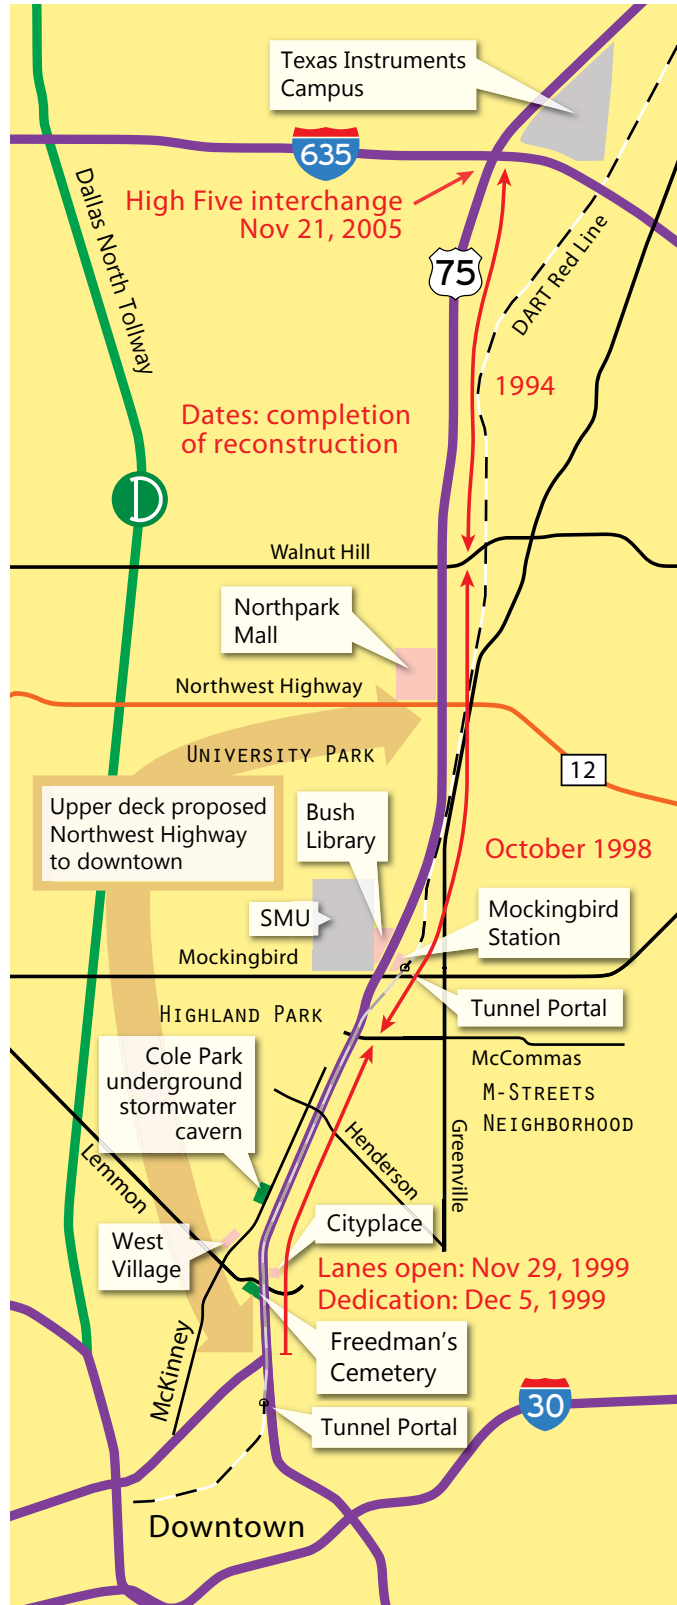 Texas Instruments
Campus
635
Dallas North Tollway
High Five interchange
Nov 21, 2005
75
DART Red Line
1994
Dates: completion
of reconstruction
D
Walnut Hill
Northpark
Mall
Northwest Highway
University Park
12
Upper deck proposed
Northwest Highway
to downtown
Bush
Library
October 1998
SMU
Mockingbird
Station
Mockingbird
Tunnel Portal
Highland Park
McCommas
Cole Park
underground
stormwater
cavern
M-Streets
Neighborhood
Greenville
Henderson
Lemmon
Cityplace
West
Village
Lanes open: Nov 29, 1999
Dedication: Dec 5, 1999
McKinney
Freedman's
Cemetery
30
Tunnel Portal
Downtown